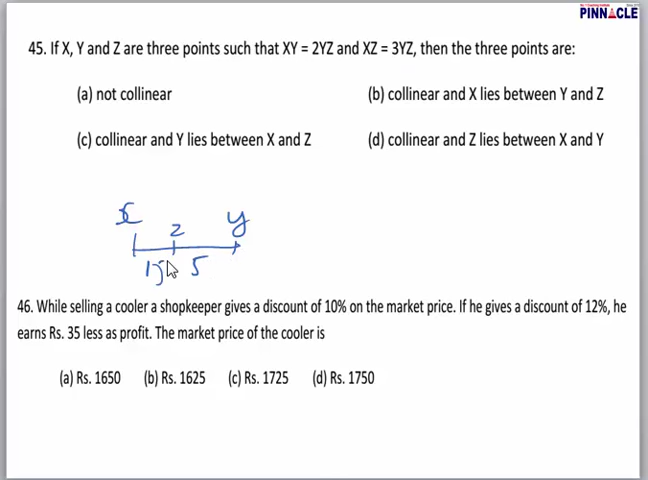 PINNACLE
45. If X, Y and Z are three points such that XY = 2YZ and XZ = 3YZ, then the three points are:
(a) not collinear (b) collinear and X lies between Y and Z
(c) collinear and Y lies between X and Z (d) collinear and Z lies between X and Y
x z y
15 5
46. While selling a cooler a shopkeeper gives a discount of 10% on the market price. If he gives a discount of 12%, he
earns Rs. 35 less as profit. The market price of the cooler is
(a) Rs. 1650 (b) Rs. 1625 (c) Rs. 1725 (d) Rs. 1750